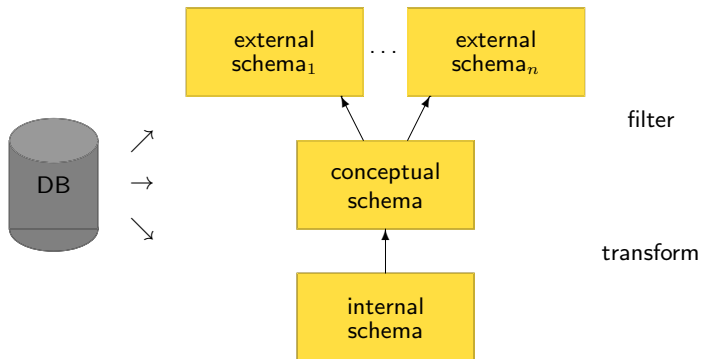 external
schema₁
...
external
schemaₙ
filter
DB
conceptual
schema
transform
internal
schema